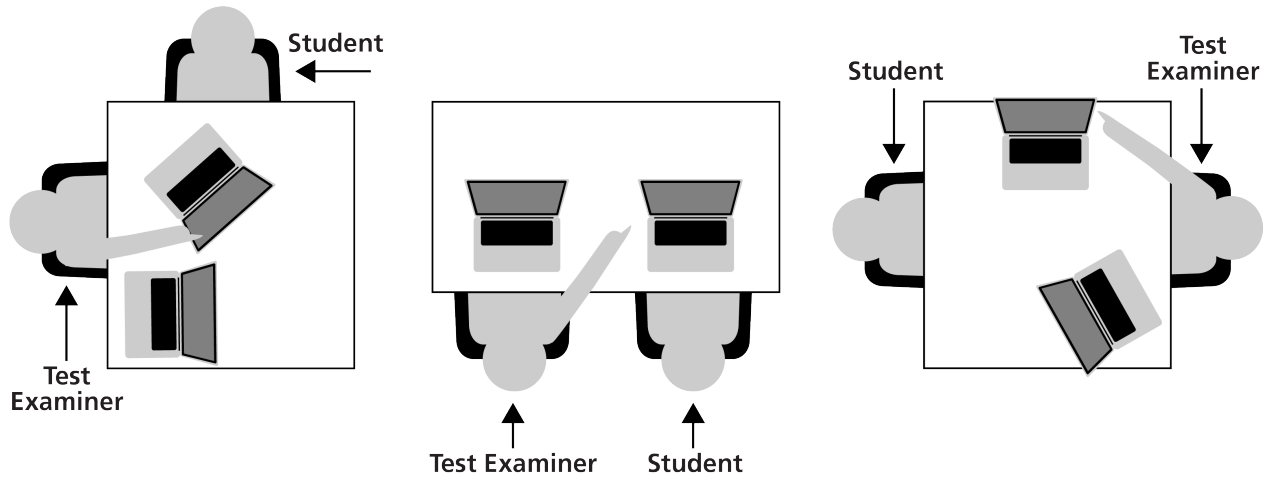 Student
Test
Examiner
Test Examiner
Student
Student
Test
Examiner